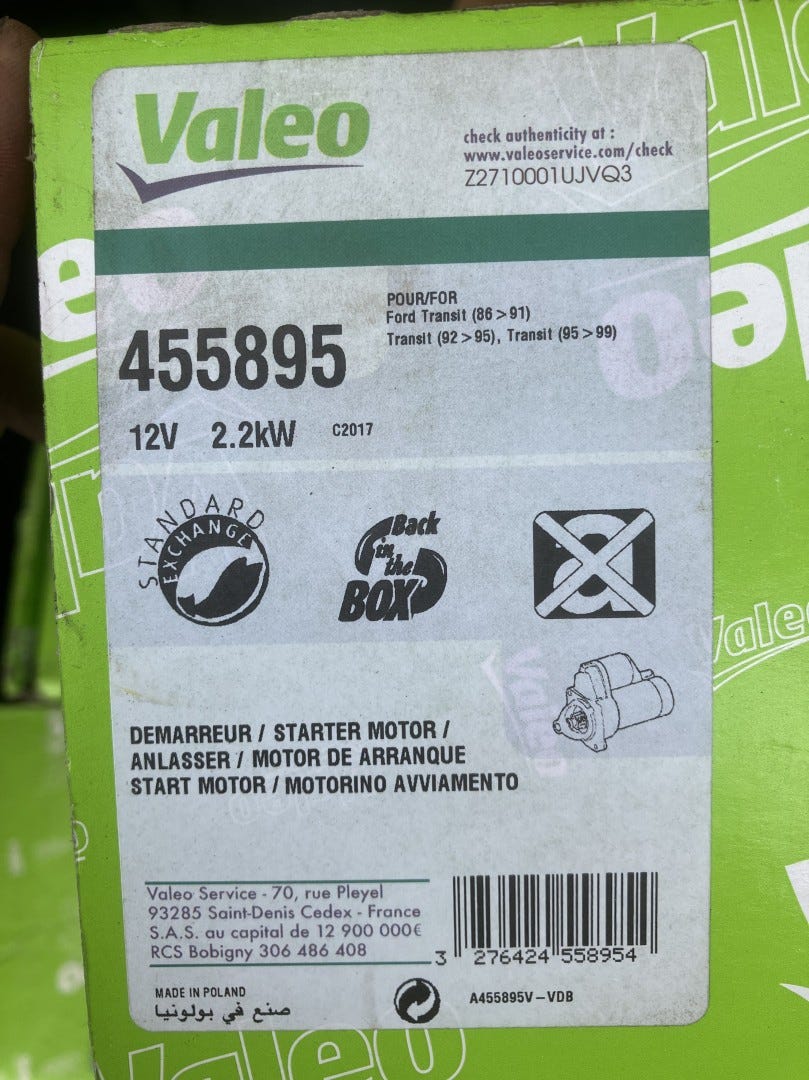 Valeo
check authenticity at :
www.valeoservice.com/check
Z2710001UJVQ3
455895
POUR/FOR
Ford Transit (86>91)
Transit (92>95), Transit (95>99)
12V 2.2kW C2017
STANDARD
EXCHANGE
Back
in
the
BOX
a
DEMARREUR / STARTER MOTOR /
ANLASSER / MOTOR DE ARRANQUE
START MOTOR / MOTORINO AVVIAMENTO
Valeo Service - 70, rue Pleyel
93285 Saint-Denis Cedex - France
S.A.S. au capital de 12 900 000€
RCS Bobigny 306 486 408
3 276424 558954
MADE IN POLAND
صنع في بولونيا
A455895V-VDB
Valeo
Valeo
Valeo